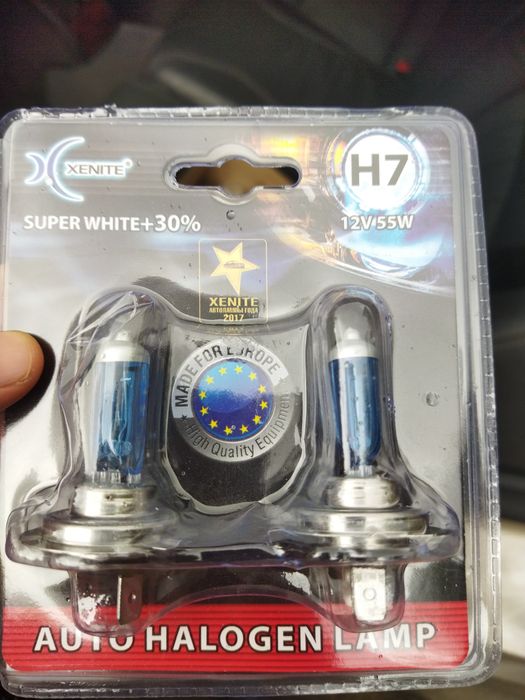 XENITE®
H7
SUPER WHITE+30%
12V 55W
XENITE
АВТОЛАМПЫ ГОДА
2017
MADE FOR EUROPE
High Quality Equipment
AUTO HALOGEN LAMP